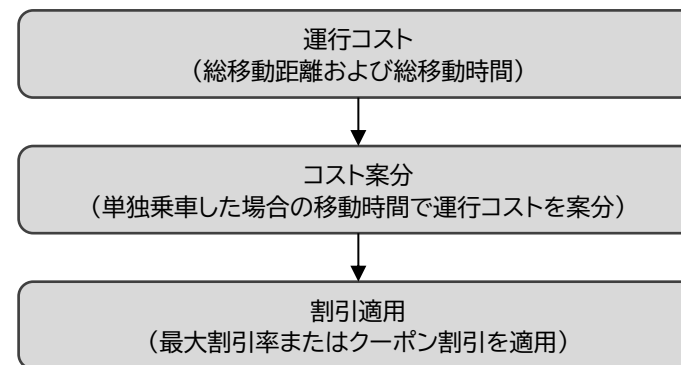 運行コスト
（総移動距離および総移動時間）
コスト案分
（単独乗車した場合の移動時間で運行コストを案分）
割引適用
（最大割引率またはクーポン割引を適用）